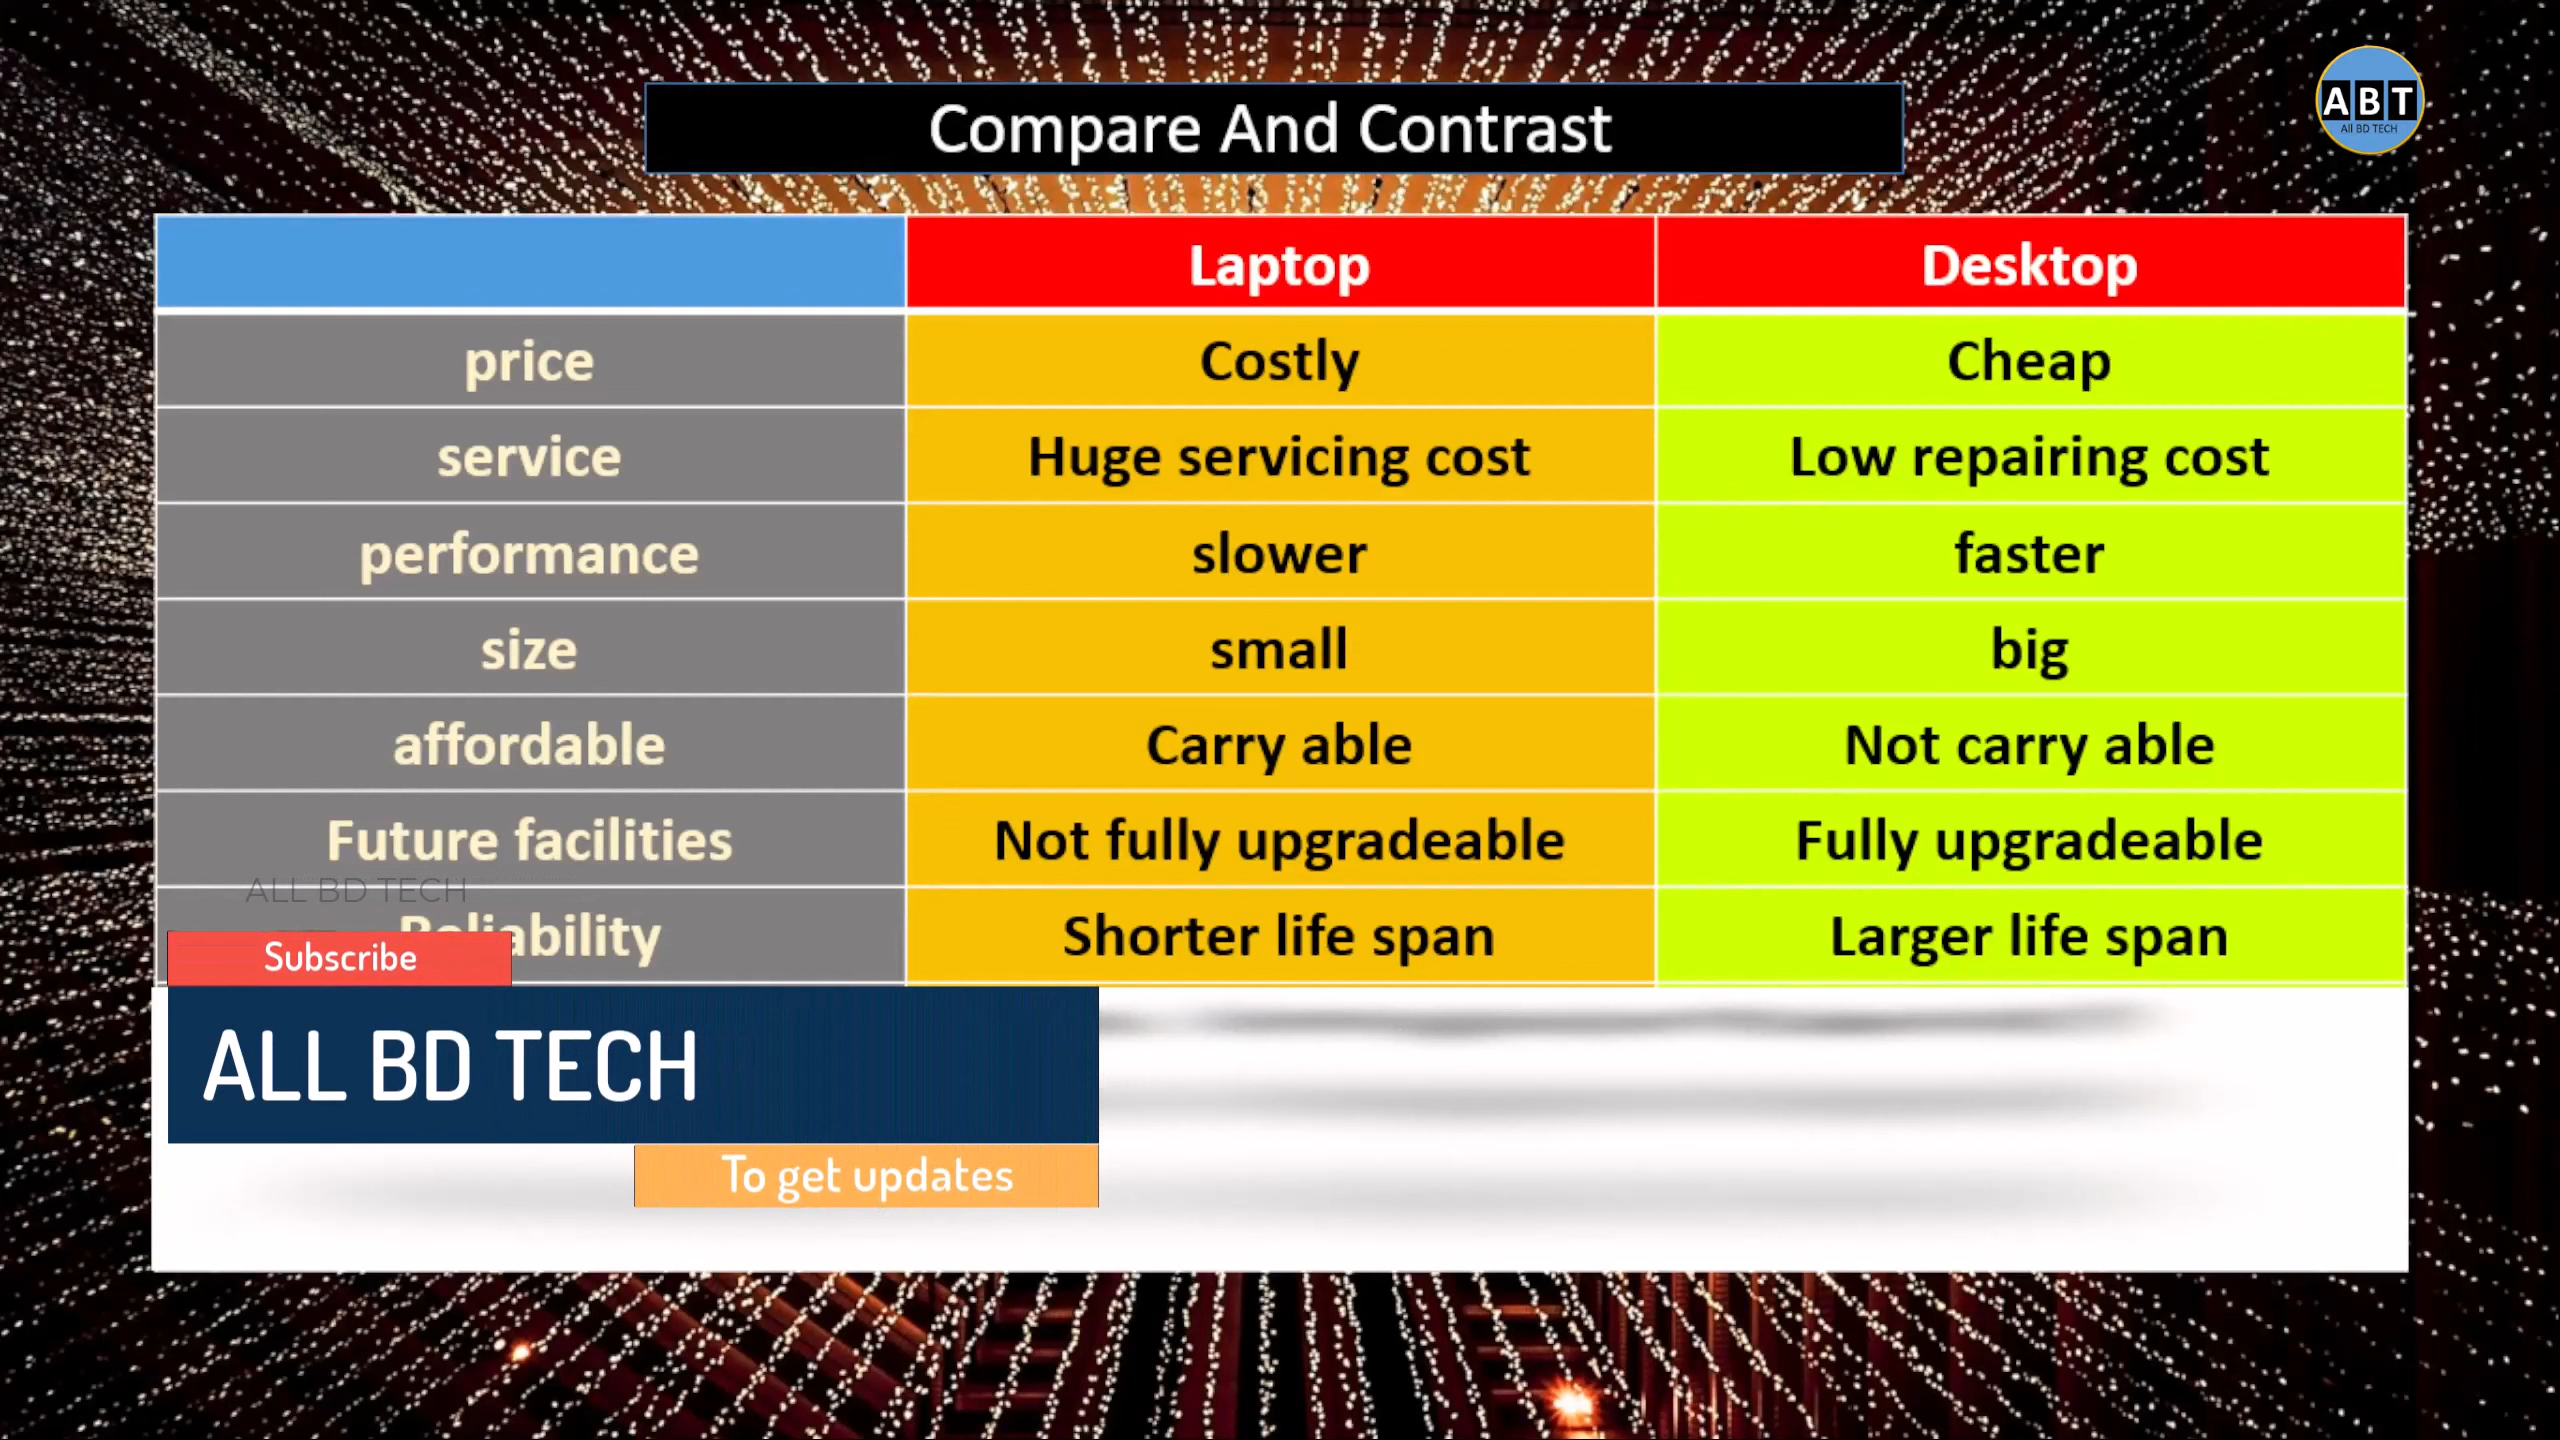 Compare And Contrast
ABT
All BD TECH
Laptop Desktop
price Costly Cheap
service Huge servicing cost Low repairing cost
performance slower faster
size small big
affordable Carry able Not carry able
Future facilities Not fully upgradeable Fully upgradeable
ALL BD TECH
Reliability Shorter life span Larger life span
Subscribe
ALL BD TECH
To get updates